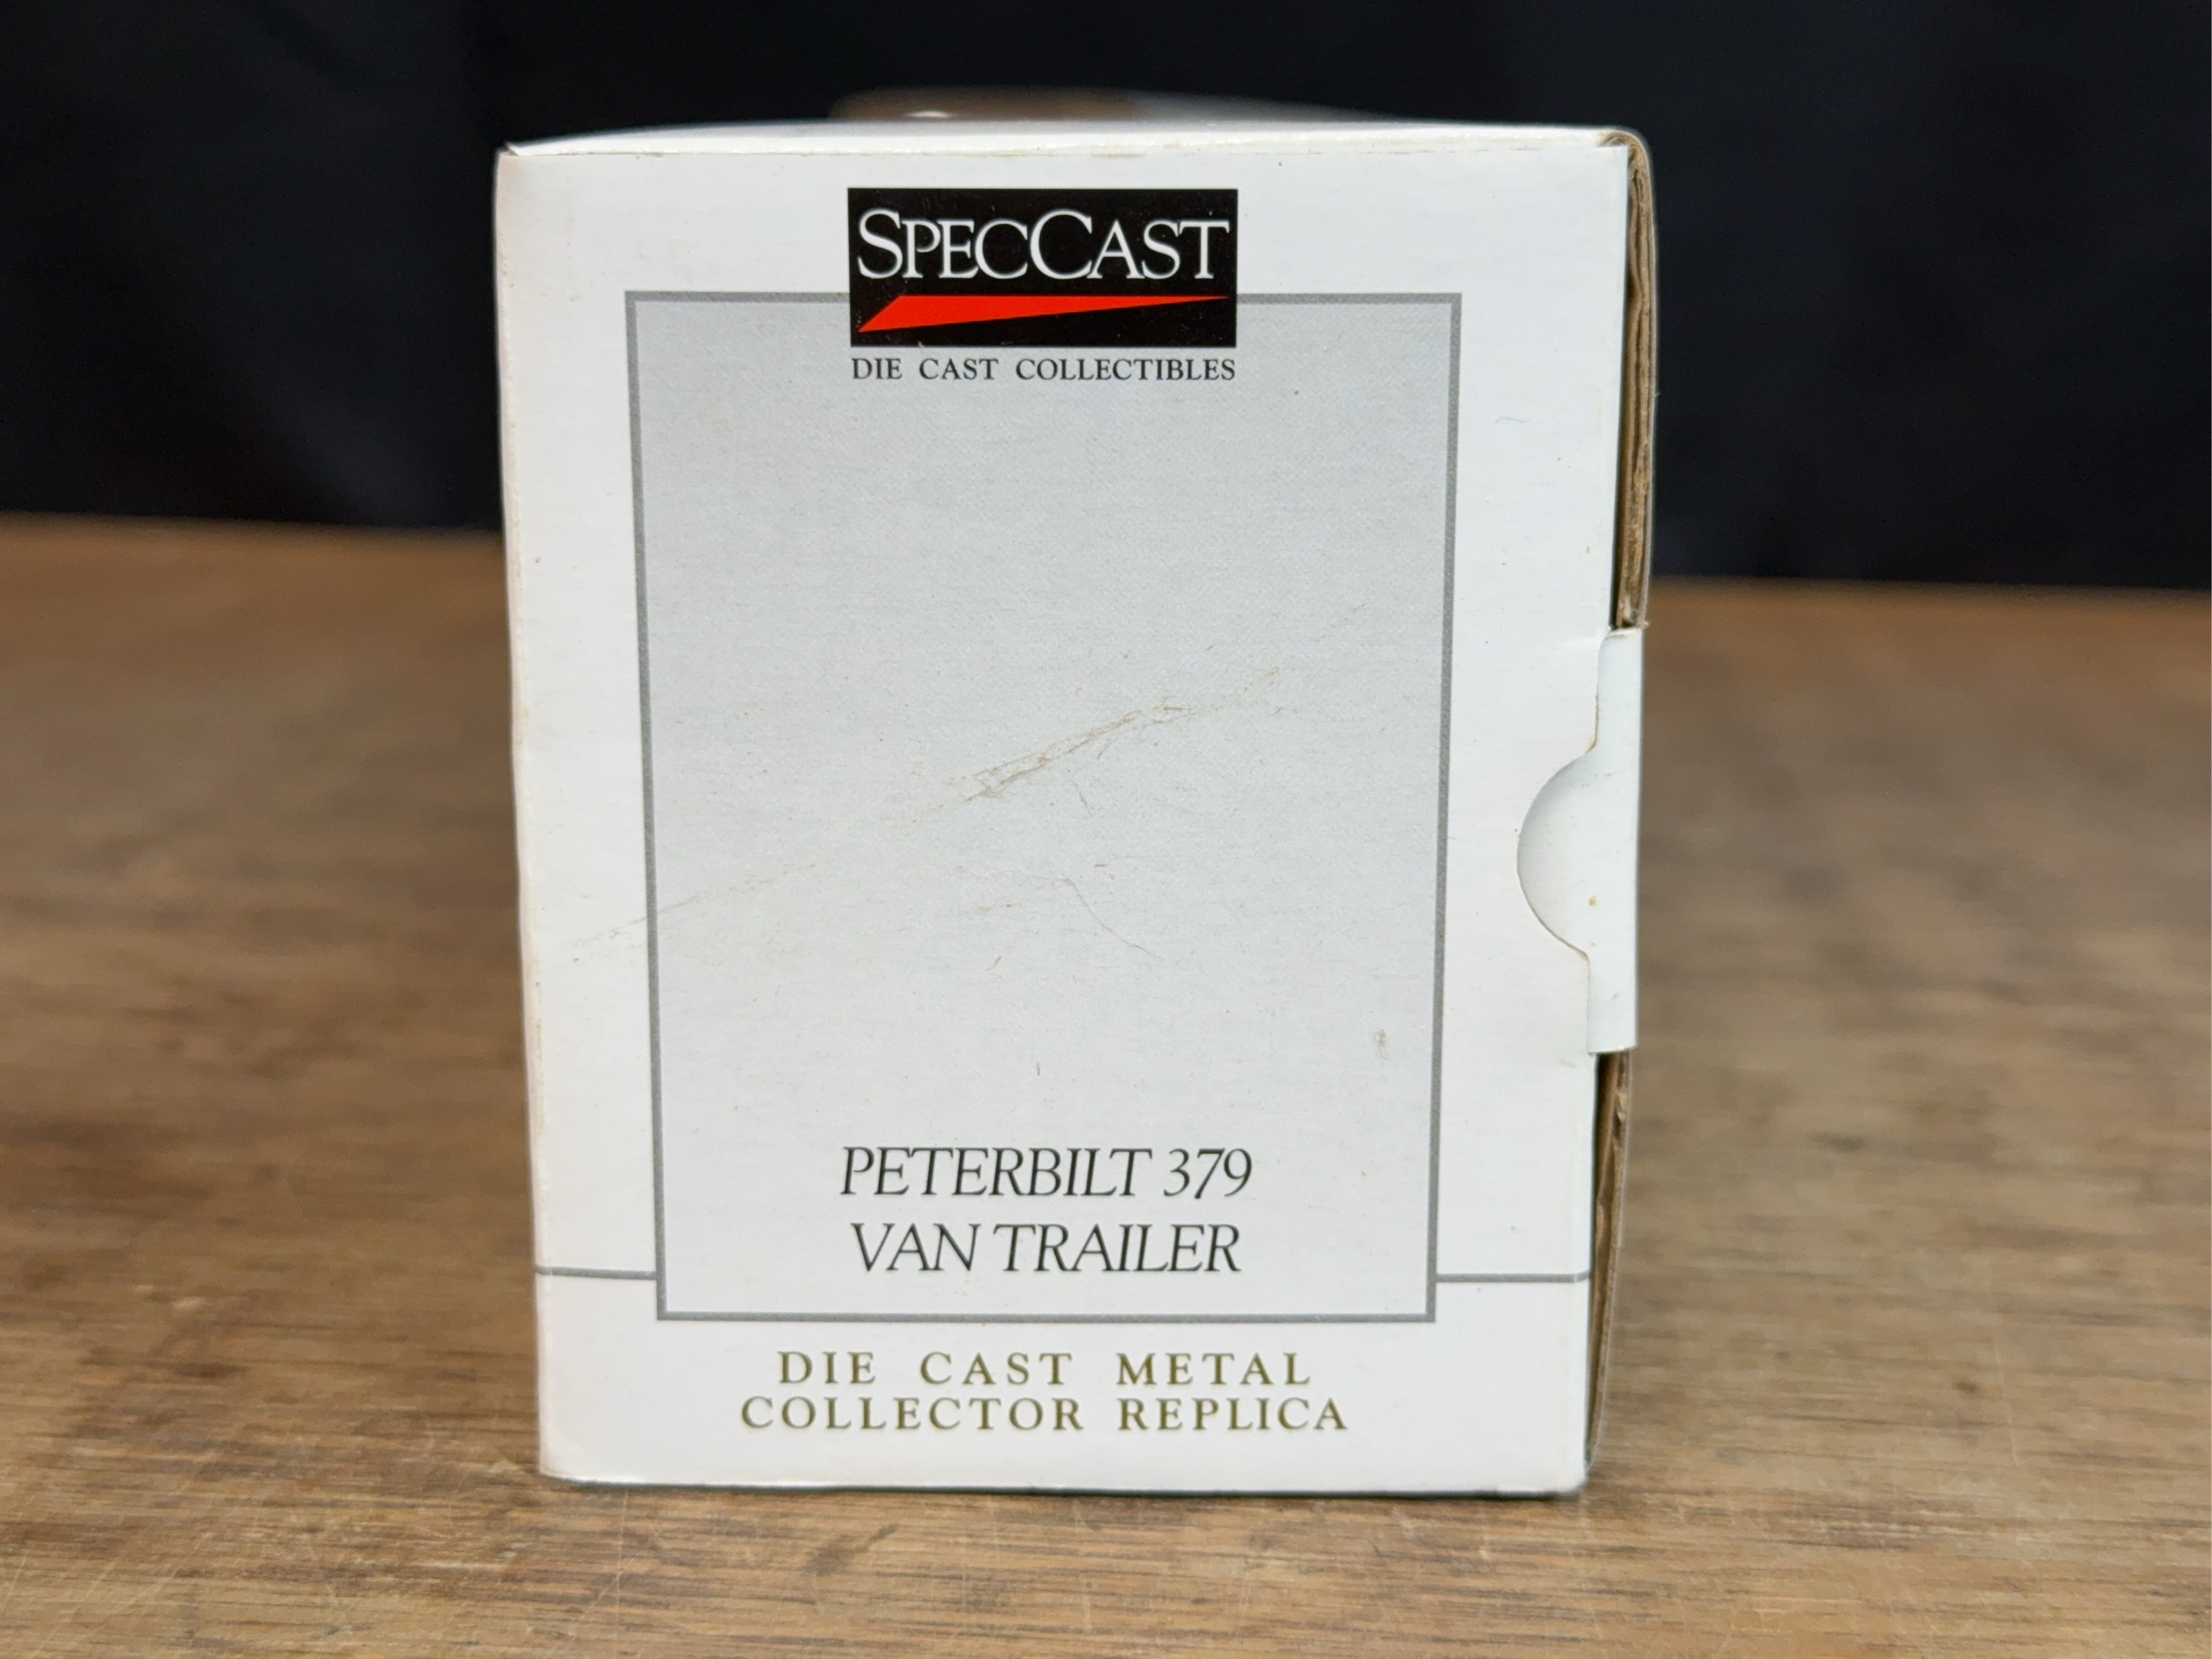 SPECCAST
DIE CAST COLLECTIBLES
PETERBILT 379
VAN TRAILER
DIE CAST METAL
COLLECTOR REPLICA